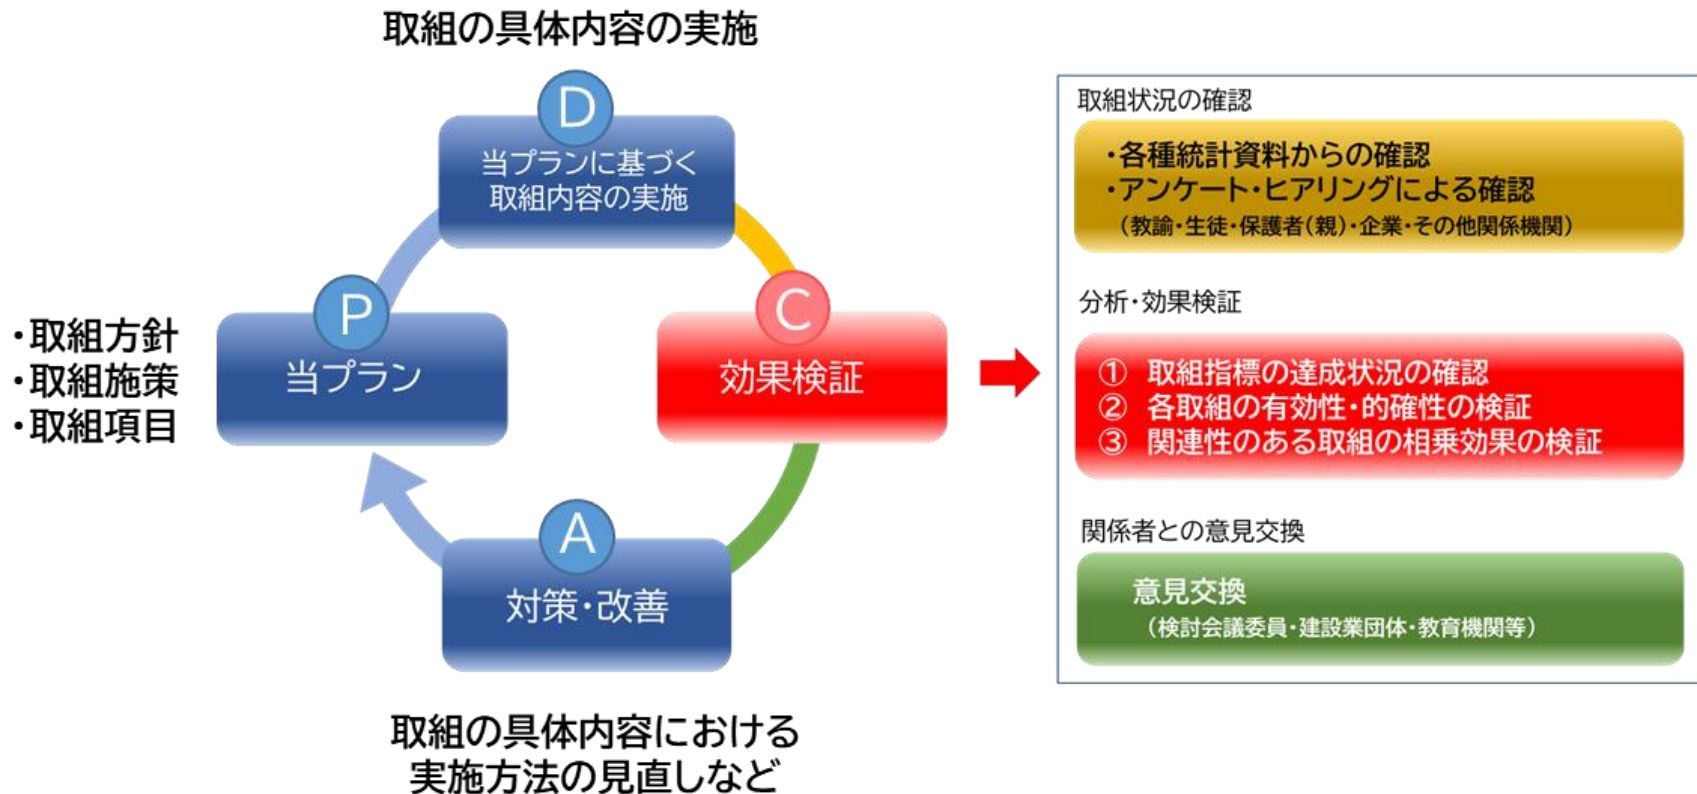 取組の具体内容の実施
D
当プランに基づく
取組内容の実施
P
当プラン
・取組方針
・取組施策
・取組項目
C
効果検証
A
対策・改善
取組の具体内容における
実施方法の見直しなど
取組状況の確認
・各種統計資料からの確認
・アンケート・ヒアリングによる確認
（教諭・生徒・保護者(親)・企業・その他関係機関）
分析・効果検証
① 取組指標の達成状況の確認
② 各取組の有効性・的確性の検証
③ 関連性のある取組の相乗効果の検証
関係者との意見交換
意見交換
（検討会議委員・建設業団体・教育機関等）